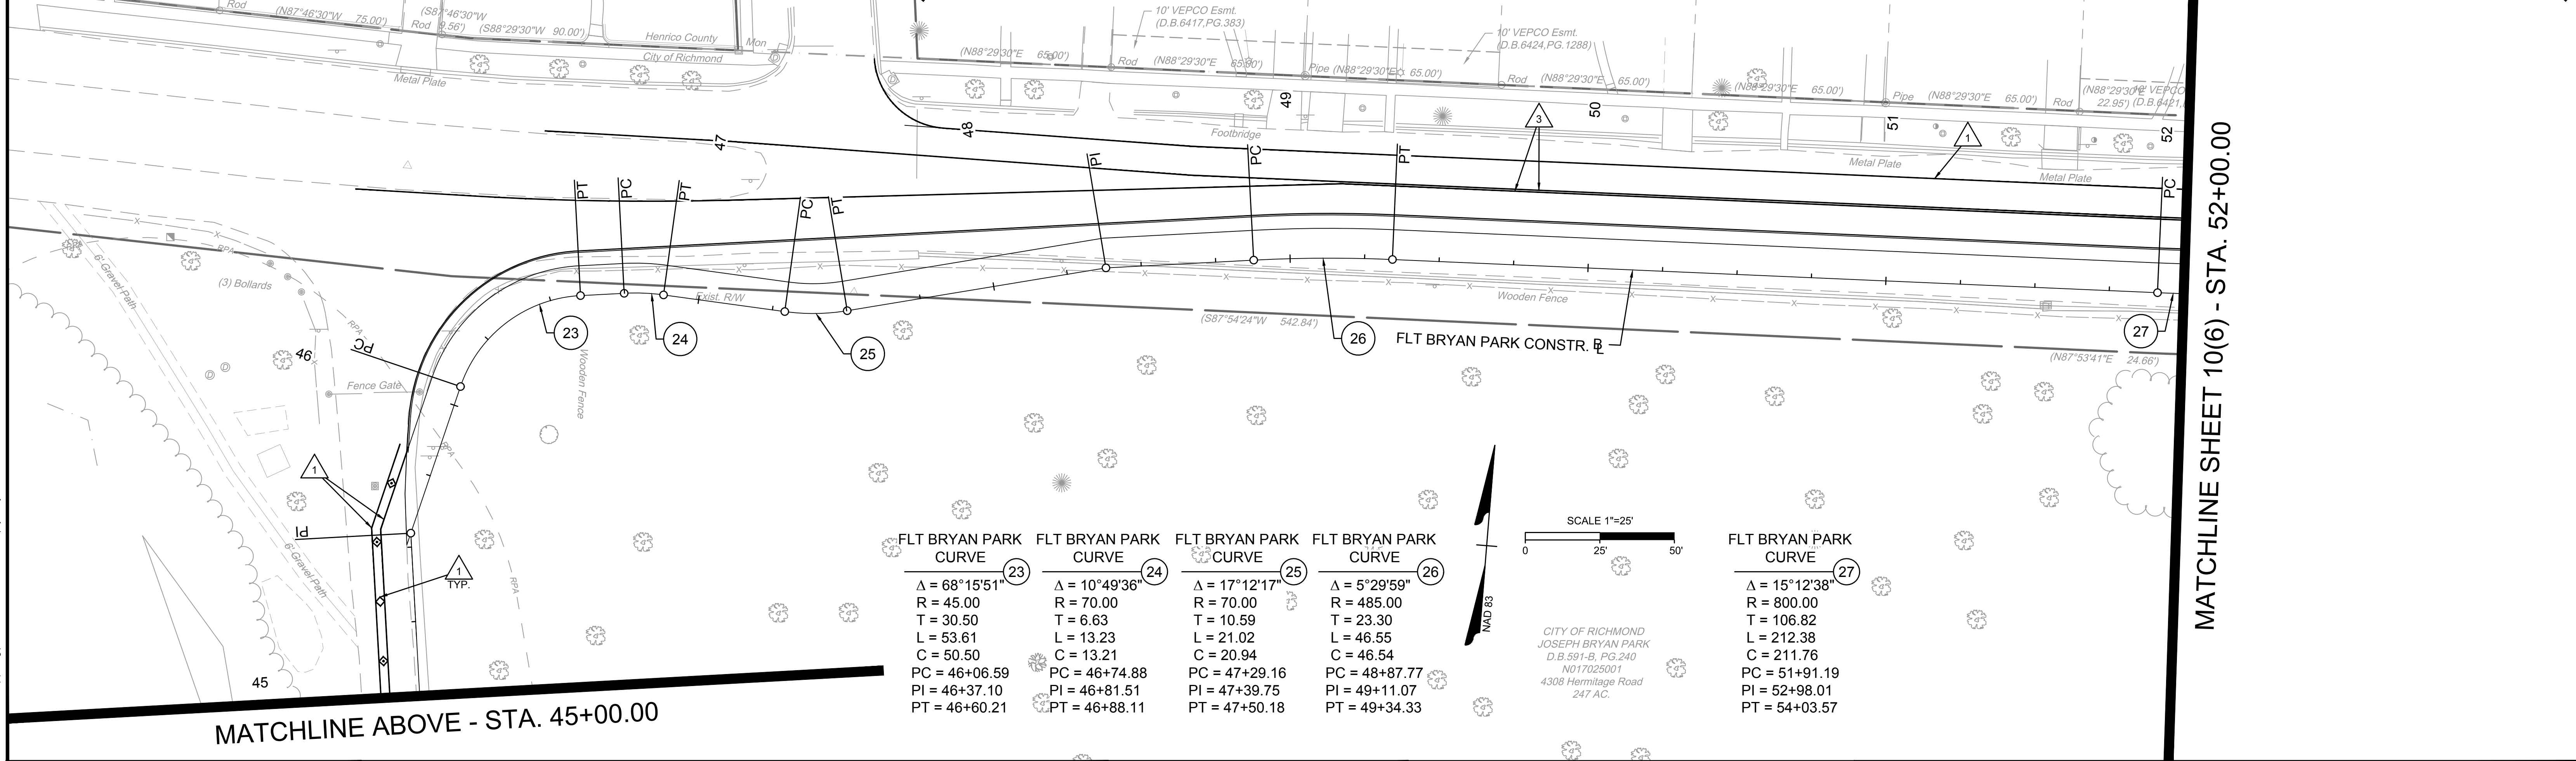 Rod
(N87°46'30"W 75.00')
(S87°46'30"W
Rod 9.56')
(S88°29'30"W 90.00')
Henrico County
Mon
City of Richmond
Metal Plate
10' VEPCO Esmt.
(D.B.6417,PG.383)
10' VEPCO Esmt.
(D.B.6424,PG.1288)
(N88°29'30"E 65.00')
Rod
(N88°29'30"E 65.00')
Pipe
(N88°29'30"E 65.00')
Rod
(N88°29'30"E 65.00')
(N88°29'30"E 65.00')
Pipe
(N88°29'30"E 65.00')
Rod
(N88°29'30"E
22.95')
10' VEPCO
(D.B.6421,
47
48
49
50
51
52
Footbridge
3
1
Metal Plate
Metal Plate
PT
PC
PT
PC
PT
PI
PC
PT
PC
RPA
RPA
6' Gravel Path
(3) Bollards
RPA
Exist. R/W
Wooden Fence
(S87°54'24"W 542.84')
23
24
25
26
27
FLT BRYAN PARK CONSTR. BL
(N87°53'41"E 24.66')
46
PC
Fence Gate
Wooden Fence
RPA
1
PI
6' Gravel Path
1
TYP.
RPA
45
MATCHLINE ABOVE - STA. 45+00.00
MATCHLINE SHEET 10(6) - STA. 52+00.00
FLT BRYAN PARK
CURVE
23
Δ = 68°15'51"
R = 45.00
T = 30.50
L = 53.61
C = 50.50
PC = 46+06.59
PI = 46+37.10
PT = 46+60.21
FLT BRYAN PARK
CURVE
24
Δ = 10°49'36"
R = 70.00
T = 6.63
L = 13.23
C = 13.21
PC = 46+74.88
PI = 46+81.51
PT = 46+88.11
FLT BRYAN PARK
CURVE
25
Δ = 17°12'17"
R = 70.00
T = 10.59
L = 21.02
C = 20.94
PC = 47+29.16
PI = 47+39.75
PT = 47+50.18
FLT BRYAN PARK
CURVE
26
Δ = 5°29'59"
R = 485.00
T = 23.30
L = 46.55
C = 46.54
PC = 48+87.77
PI = 49+11.07
PT = 49+34.33
NAD 83
SCALE 1"=25'
0 25' 50'
CITY OF RICHMOND
JOSEPH BRYAN PARK
D.B.591-B, PG.240
N017025001
4308 Hermitage Road
247 AC.
FLT BRYAN PARK
CURVE
27
Δ = 15°12'38"
R = 800.00
T = 106.82
L = 212.38
C = 211.76
PC = 51+91.19
PI = 52+98.01
PT = 54+03.57